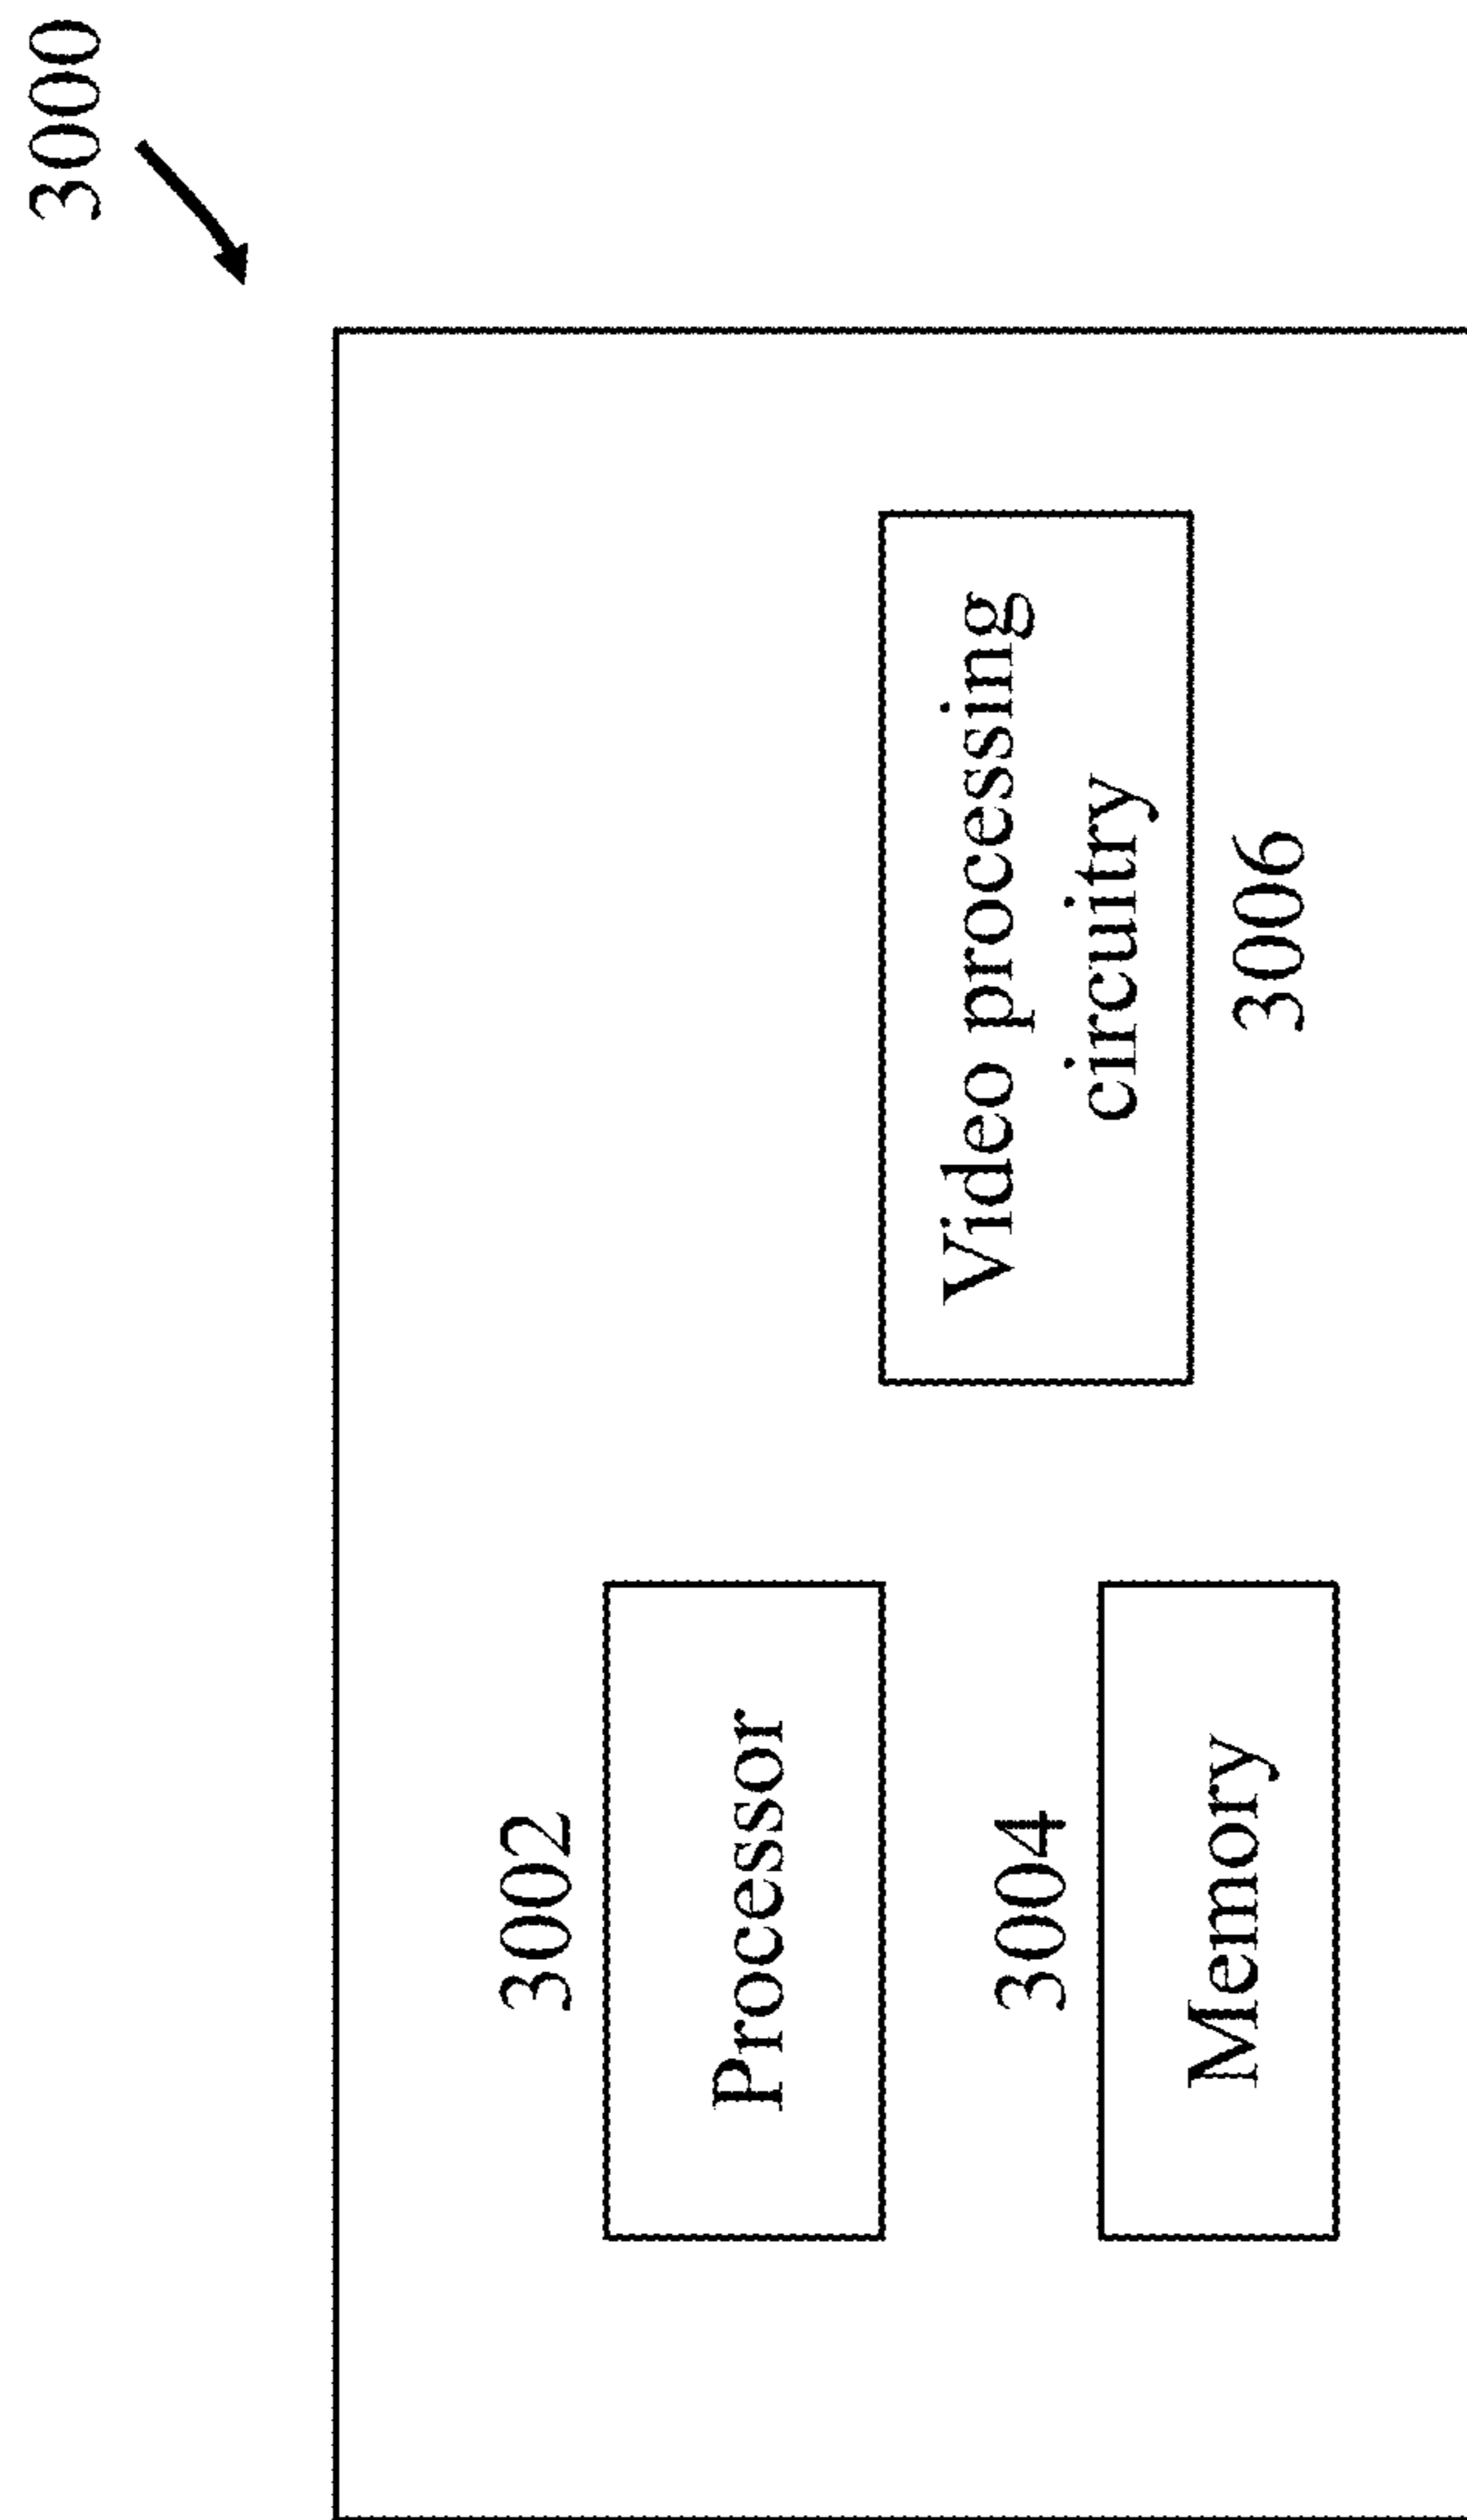 3000
3002
Processor
3004
Memory
Video processing
circuitry
3006